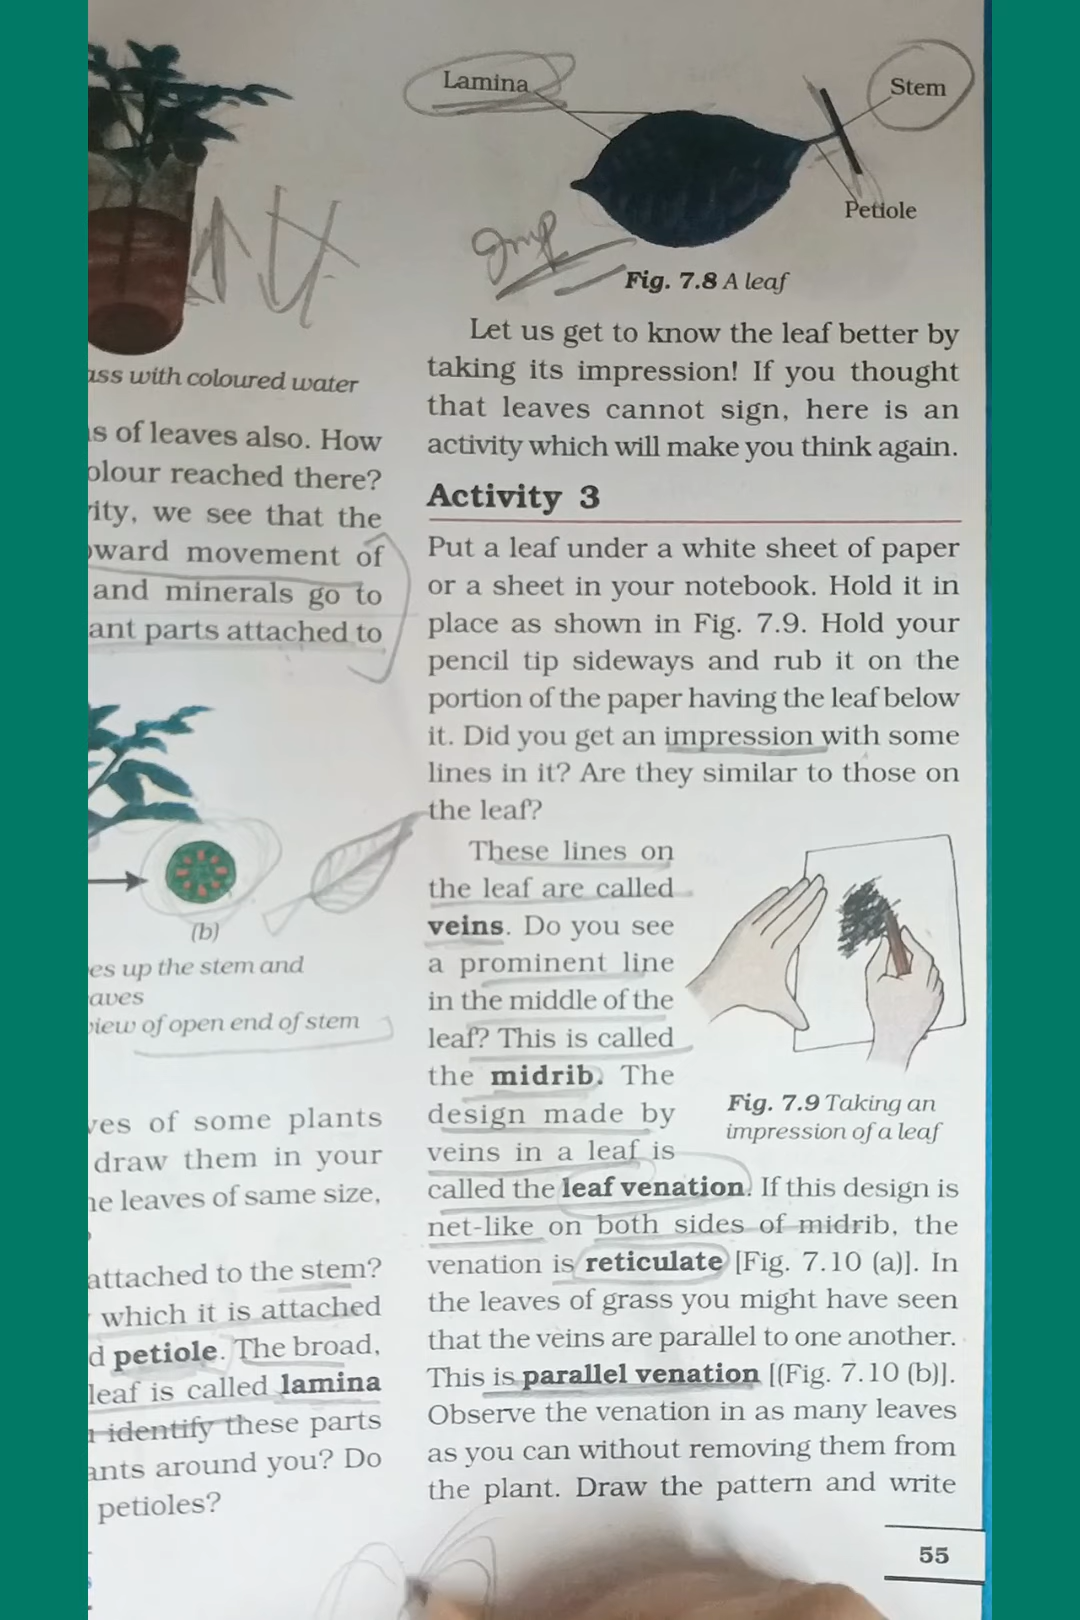 ass with coloured water
s of leaves also. How
olour reached there?
ity, we see that the
ward movement of
and minerals go to
ant parts attached to
(b)
es up the stem and
aves
view of open end of stem
ves of some plants
draw them in your
e leaves of same size,
attached to the stem?
which it is attached
d petiole. The broad,
leaf is called lamina
identify these parts
ants around you? Do
petioles?
Lamina
Stem
Petiole
Imp
Fig. 7.8 A leaf
Let us get to know the leaf better by
taking its impression! If you thought
that leaves cannot sign, here is an
activity which will make you think again.
Activity 3
Put a leaf under a white sheet of paper
or a sheet in your notebook. Hold it in
place as shown in Fig. 7.9. Hold your
pencil tip sideways and rub it on the
portion of the paper having the leaf below
it. Did you get an impression with some
lines in it? Are they similar to those on
the leaf?
These lines on
the leaf are called
veins. Do you see
a prominent line
in the middle of the
leaf? This is called
the midrib. The
design made by
veins in a leaf is
called the leaf venation. If this design is
net-like on both sides of midrib, the
venation is reticulate [Fig. 7.10 (a)]. In
the leaves of grass you might have seen
that the veins are parallel to one another.
This is parallel venation [(Fig. 7.10 (b)].
Observe the venation in as many leaves
as you can without removing them from
the plant. Draw the pattern and write
Fig. 7.9 Taking an
impression of a leaf
55